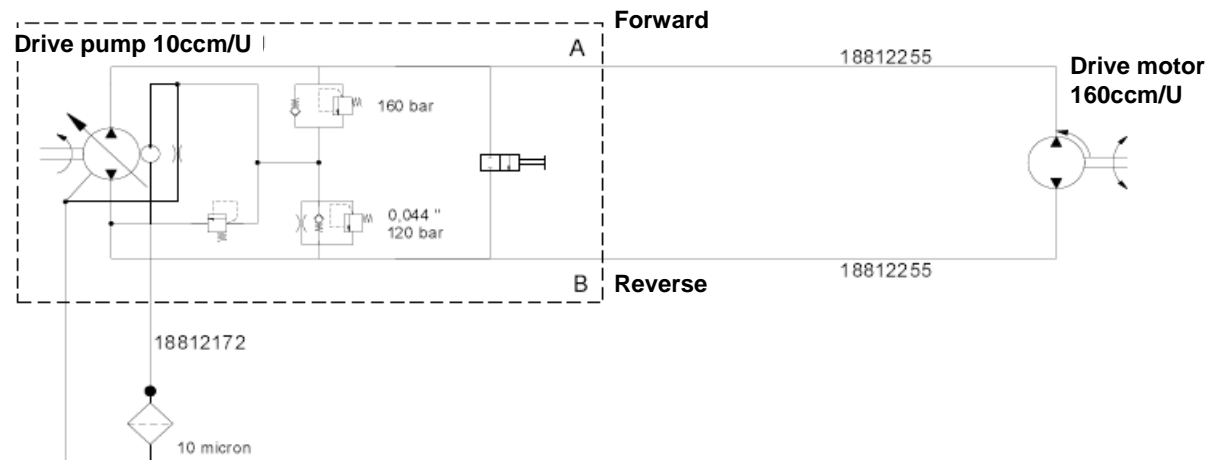 Forward
Drive pump 10ccm/U
A
18812255
Drive motor
160ccm/U
160 bar
0,044 "
120 bar
18812255
B
Reverse
18812172
10 micron